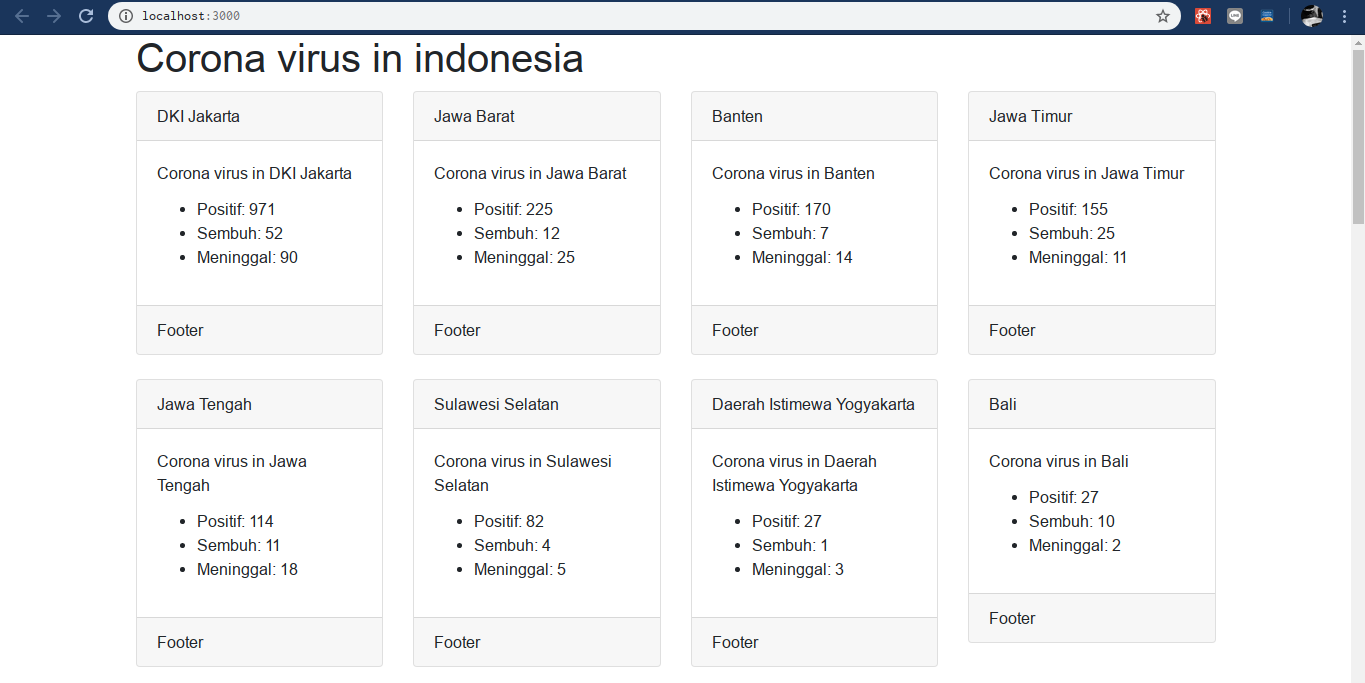 localhost:3000
Corona virus in indonesia
DKI Jakarta
Corona virus in DKI Jakarta
Positif: 971
Sembuh: 52
Meninggal: 90
Footer
Jawa Barat
Corona virus in Jawa Barat
Positif: 225
Sembuh: 12
Meninggal: 25
Footer
Banten
Corona virus in Banten
Positif: 170
Sembuh: 7
Meninggal: 14
Footer
Jawa Timur
Corona virus in Jawa Timur
Positif: 155
Sembuh: 25
Meninggal: 11
Footer
Jawa Tengah
Corona virus in Jawa
Tengah
Positif: 114
Sembuh: 11
Meninggal: 18
Footer
Sulawesi Selatan
Corona virus in Sulawesi
Selatan
Positif: 82
Sembuh: 4
Meninggal: 5
Footer
Daerah Istimewa Yogyakarta
Corona virus in Daerah
Istimewa Yogyakarta
Positif: 27
Sembuh: 1
Meninggal: 3
Footer
Bali
Corona virus in Bali
Positif: 27
Sembuh: 10
Meninggal: 2
Footer